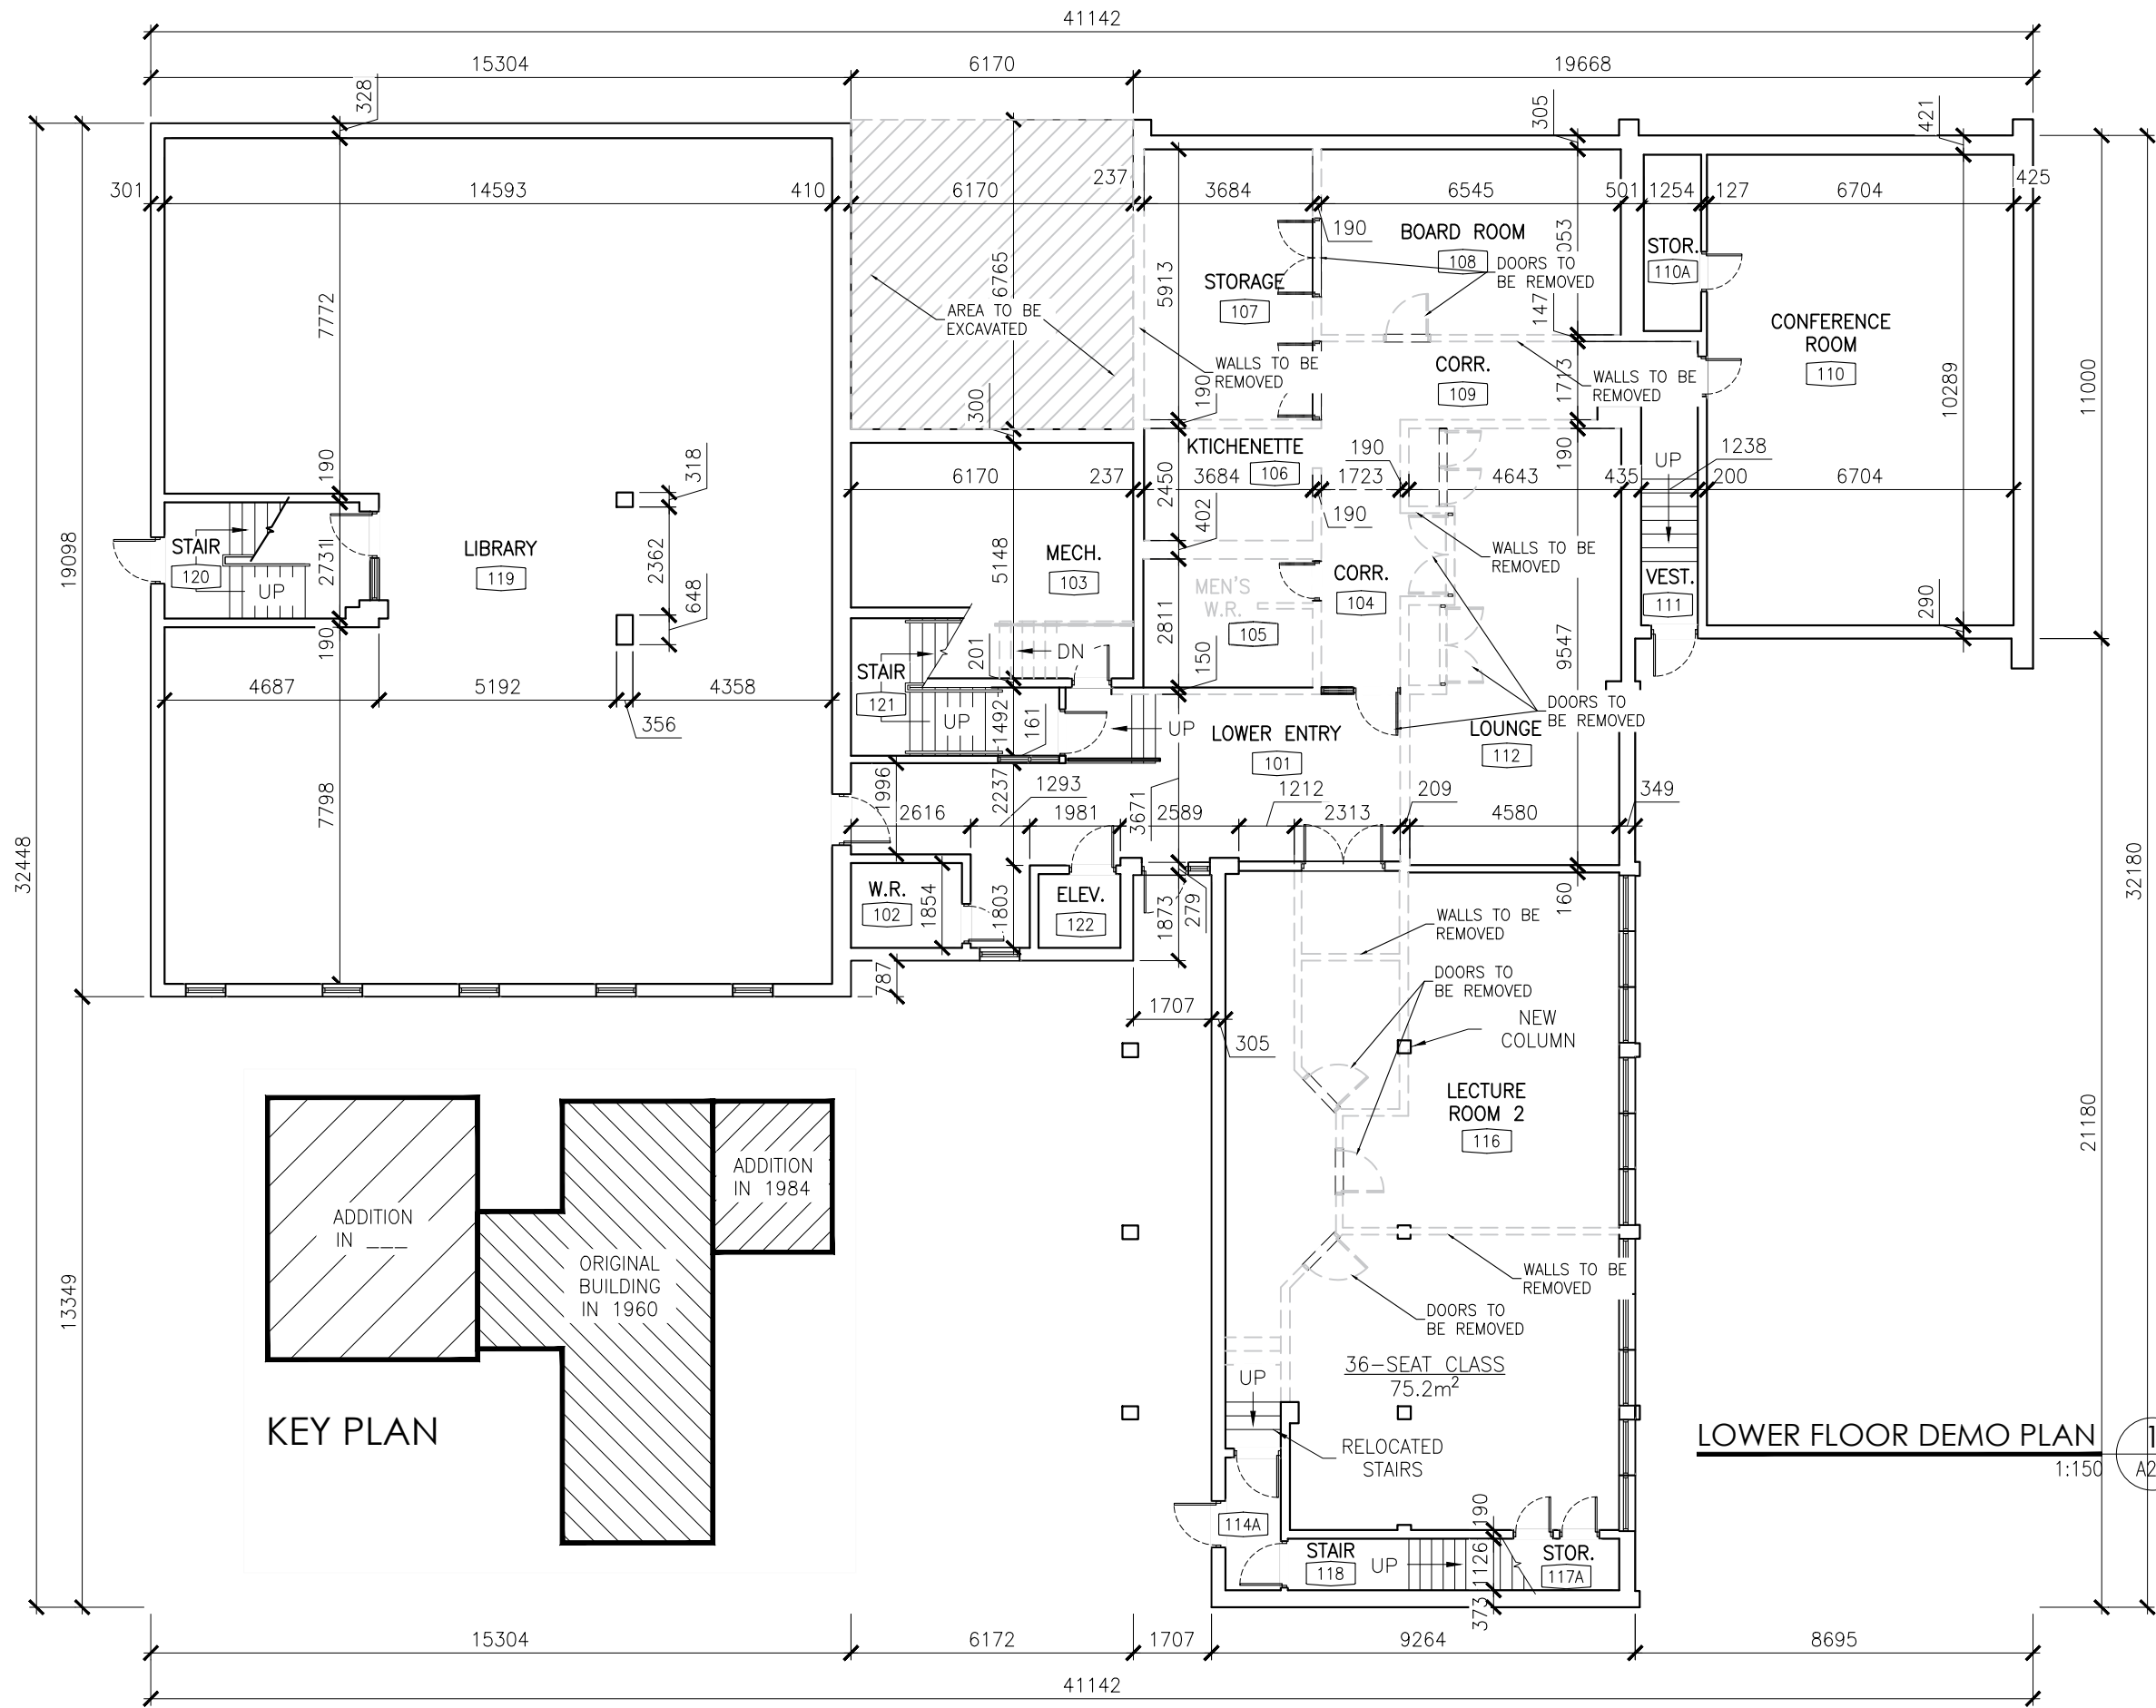 41142
15304
6170
19668
328
305
421
301
14593
410
6170
237
3684
190
6545
501
1254
127
6704
425
BOARD ROOM
108
053
STOR.
110A
DOORS TO
BE REMOVED
STORAGE
107
5913
6765
7772
AREA TO BE
EXCAVATED
147
CONFERENCE
ROOM
110
WALLS TO BE
REMOVED
CORR.
109
1713
WALLS TO BE
REMOVED
10289
11000
190
300
KTICHENETTE
106
190
190
UP
1238
318
190
6170
237
2450
3684
1723
4643
435
200
6704
402
190
19098
STAIR
120
UP
2731
LIBRARY
119
2362
648
5148
MECH.
103
WALLS TO BE
REMOVED
CORR.
104
MEN'S
W.R.
105
2811
VEST.
111
290
190
201
DN
150
9547
STAIR
121
UP
4687
5192
4358
356
1492
161
UP
LOWER ENTRY
101
DOORS TO
BE REMOVED
LOUNGE
112
32448
32180
7798
1996
2616
2237
1293
1981
3671
2589
1212
2313
209
4580
349
W.R.
102
1854
1803
ELEV.
122
1873
279
160
787
WALLS TO BE
REMOVED
DOORS TO
BE REMOVED
1707
305
NEW
COLUMN
LECTURE
ROOM 2
116
21180
ADDITION
IN 1984
ADDITION
IN ___
ORIGINAL
BUILDING
IN 1960
13349
WALLS TO BE
REMOVED
DOORS TO
BE REMOVED
36-SEAT CLASS
75.2m²
UP
KEY PLAN
RELOCATED
STAIRS
LOWER FLOOR DEMO PLAN
1
1:150
A2
190
114A
STAIR
118
UP
1126
STOR.
117A
373
15304
6172
1707
9264
8695
41142